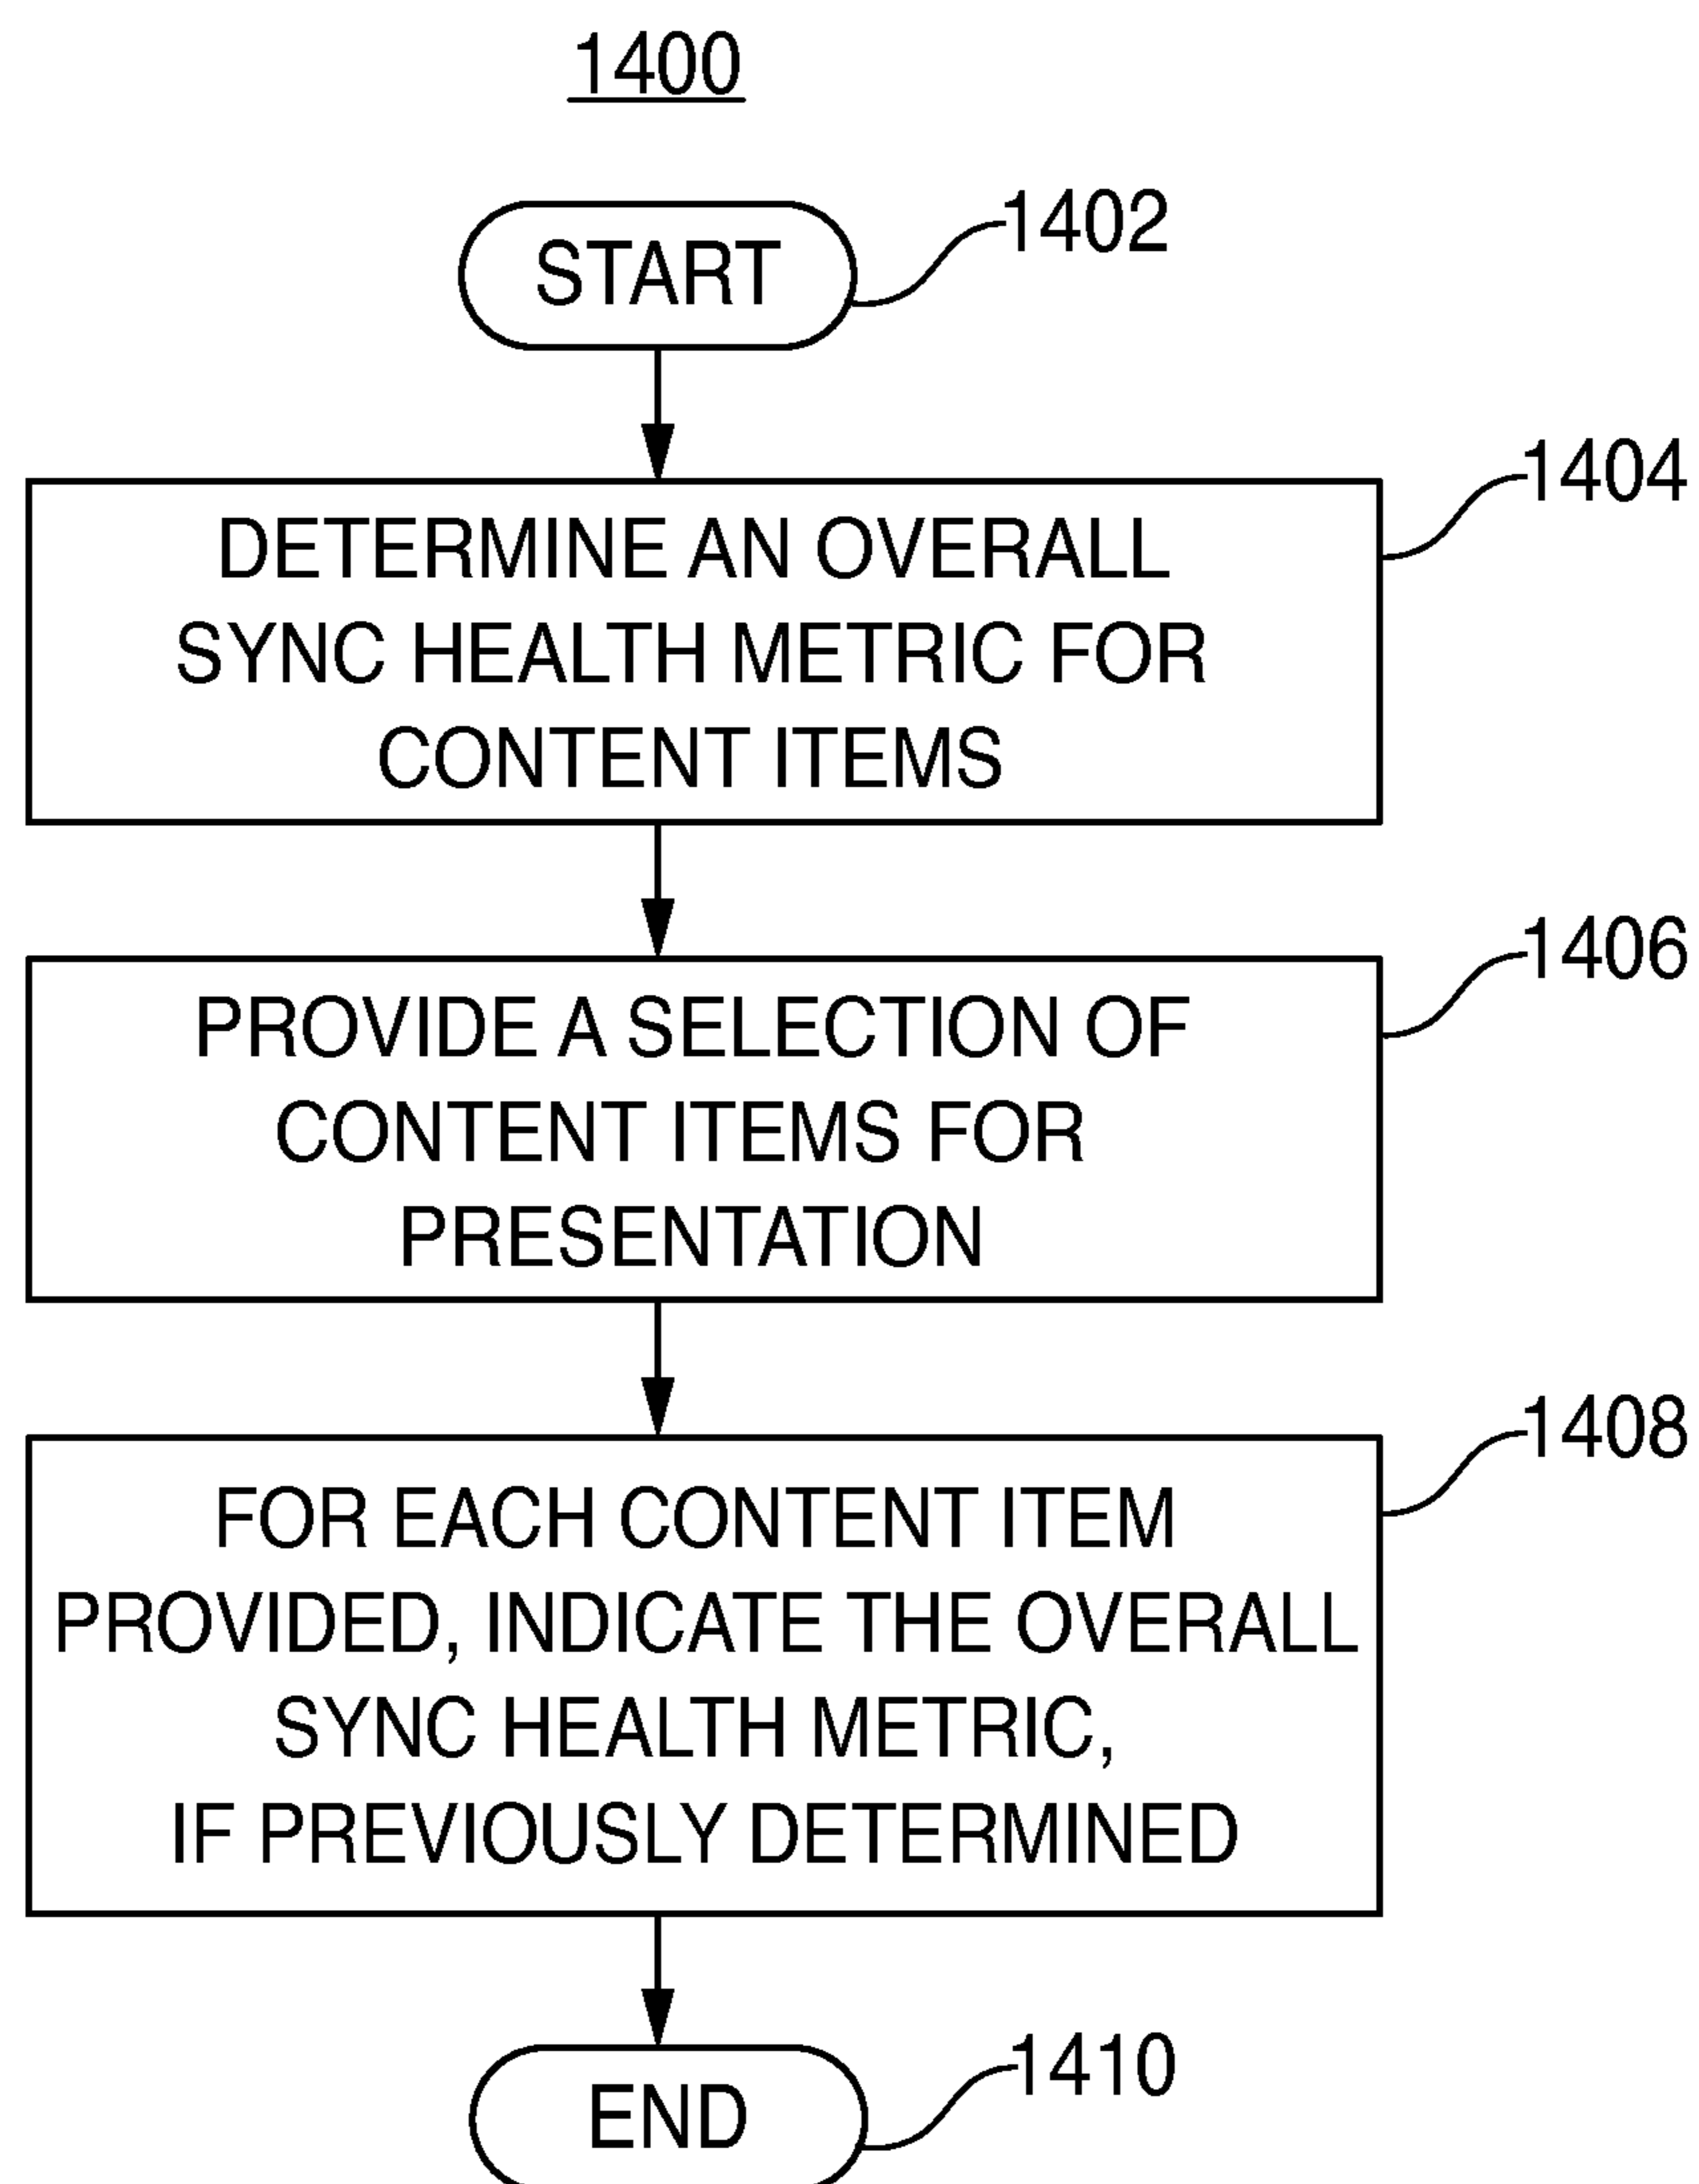 1400
START
1402
DETERMINE AN OVERALL
SYNC HEALTH METRIC FOR
CONTENT ITEMS
1404
PROVIDE A SELECTION OF
CONTENT ITEMS FOR
PRESENTATION
1406
FOR EACH CONTENT ITEM
PROVIDED, INDICATE THE OVERALL
SYNC HEALTH METRIC,
IF PREVIOUSLY DETERMINED
1408
END
1410